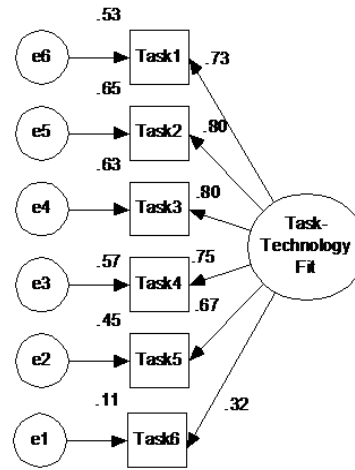 .53
e6 Task1 .73
.65
e5 Task2 .80
.63
e4 Task3 .80
Task-
Technology
Fit
.57 .75
e3 Task4
.67
.45
e2 Task5
.11 .32
e1 Task6